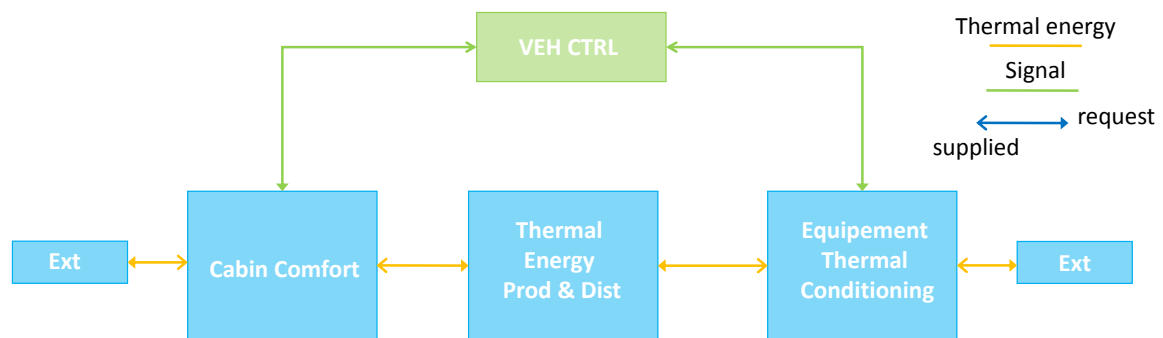 VEH CTRL
Thermal energy
Signal
request
supplied
Ext
Cabin Comfort
Thermal
Energy
Prod & Dist
Equipement
Thermal
Conditioning
Ext